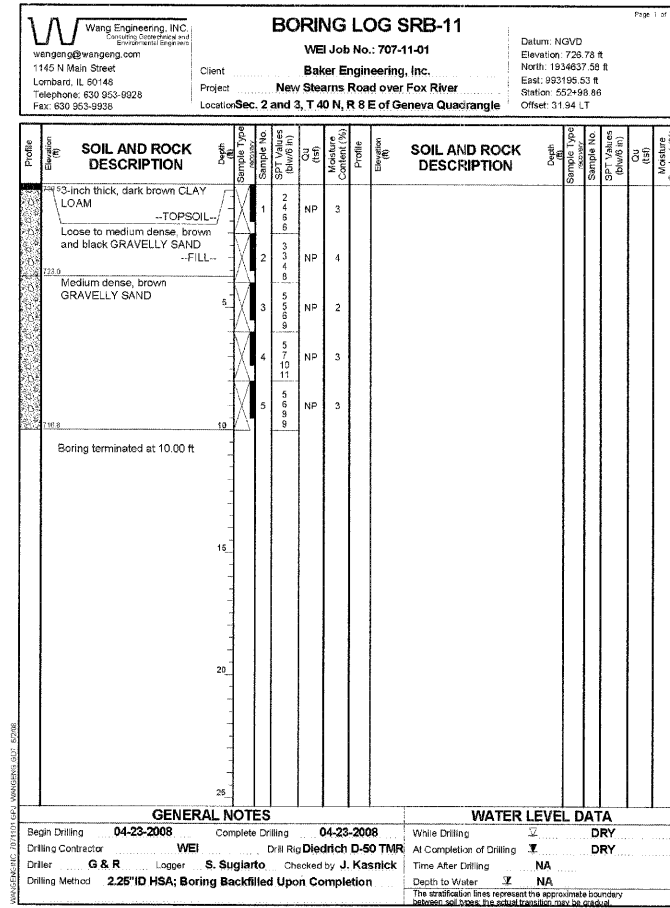 Page 1 of
Wang Engineering, INC.
Consulting Geotechnical and
Environmental Engineers
wangeng@wangeng.com
1145 N Main Street
Lombard, IL 60148
Telephone: 630 953-9928
Fax: 630 953-9938
BORING LOG SRB-11
WEI Job No.: 707-11-01
Client Baker Engineering, Inc.
Project New Stearns Road over Fox River
Location Sec. 2 and 3, T 40 N, R 8 E of Geneva Quadrangle
Datum: NGVD
Elevation: 726.78 ft
North: 1934637.58 ft
East: 993195.53 ft
Station: 552+98.86
Offset: 31.94 LT
Profile
Elevation (ft)
SOIL AND ROCK DESCRIPTION
Depth (ft)
Sample Type
recovery
Sample No.
SPT Values (blw/6 in)
Qu (tsf)
Moisture Content (%)
Profile
Elevation (ft)
SOIL AND ROCK DESCRIPTION
Depth (ft)
Sample Type
recovery
Sample No.
SPT Values (blw/6 in)
Qu (tsf)
Moisture
726.5 3-inch thick, dark brown CLAY
LOAM
--TOPSOIL--
1 2 4 6 6 NP 3
Loose to medium dense, brown
and black GRAVELLY SAND
--FILL--
2 3 3 4 8 NP 4
723.0
Medium dense, brown
GRAVELLY SAND
5
3 5 5 6 9 NP 2
4 5 7 10 11 NP 3
5 5 6 9 9 NP 3
716.8
10
Boring terminated at 10.00 ft
15
20
25
WANGENGINC 7071101.GPJ WANGENG.GDT 6/2/08
GENERAL NOTES
Begin Drilling 04-23-2008 Complete Drilling 04-23-2008
Drilling Contractor WEI Drill Rig Diedrich D-50 TMR
Driller G & R Logger S. Sugiarto Checked by J. Kasnick
Drilling Method 2.25"ID HSA; Boring Backfilled Upon Completion
WATER LEVEL DATA
While Drilling DRY
At Completion of Drilling DRY
Time After Drilling NA
Depth to Water NA
The stratification lines represent the approximate boundary
between soil types; the actual transition may be gradual.